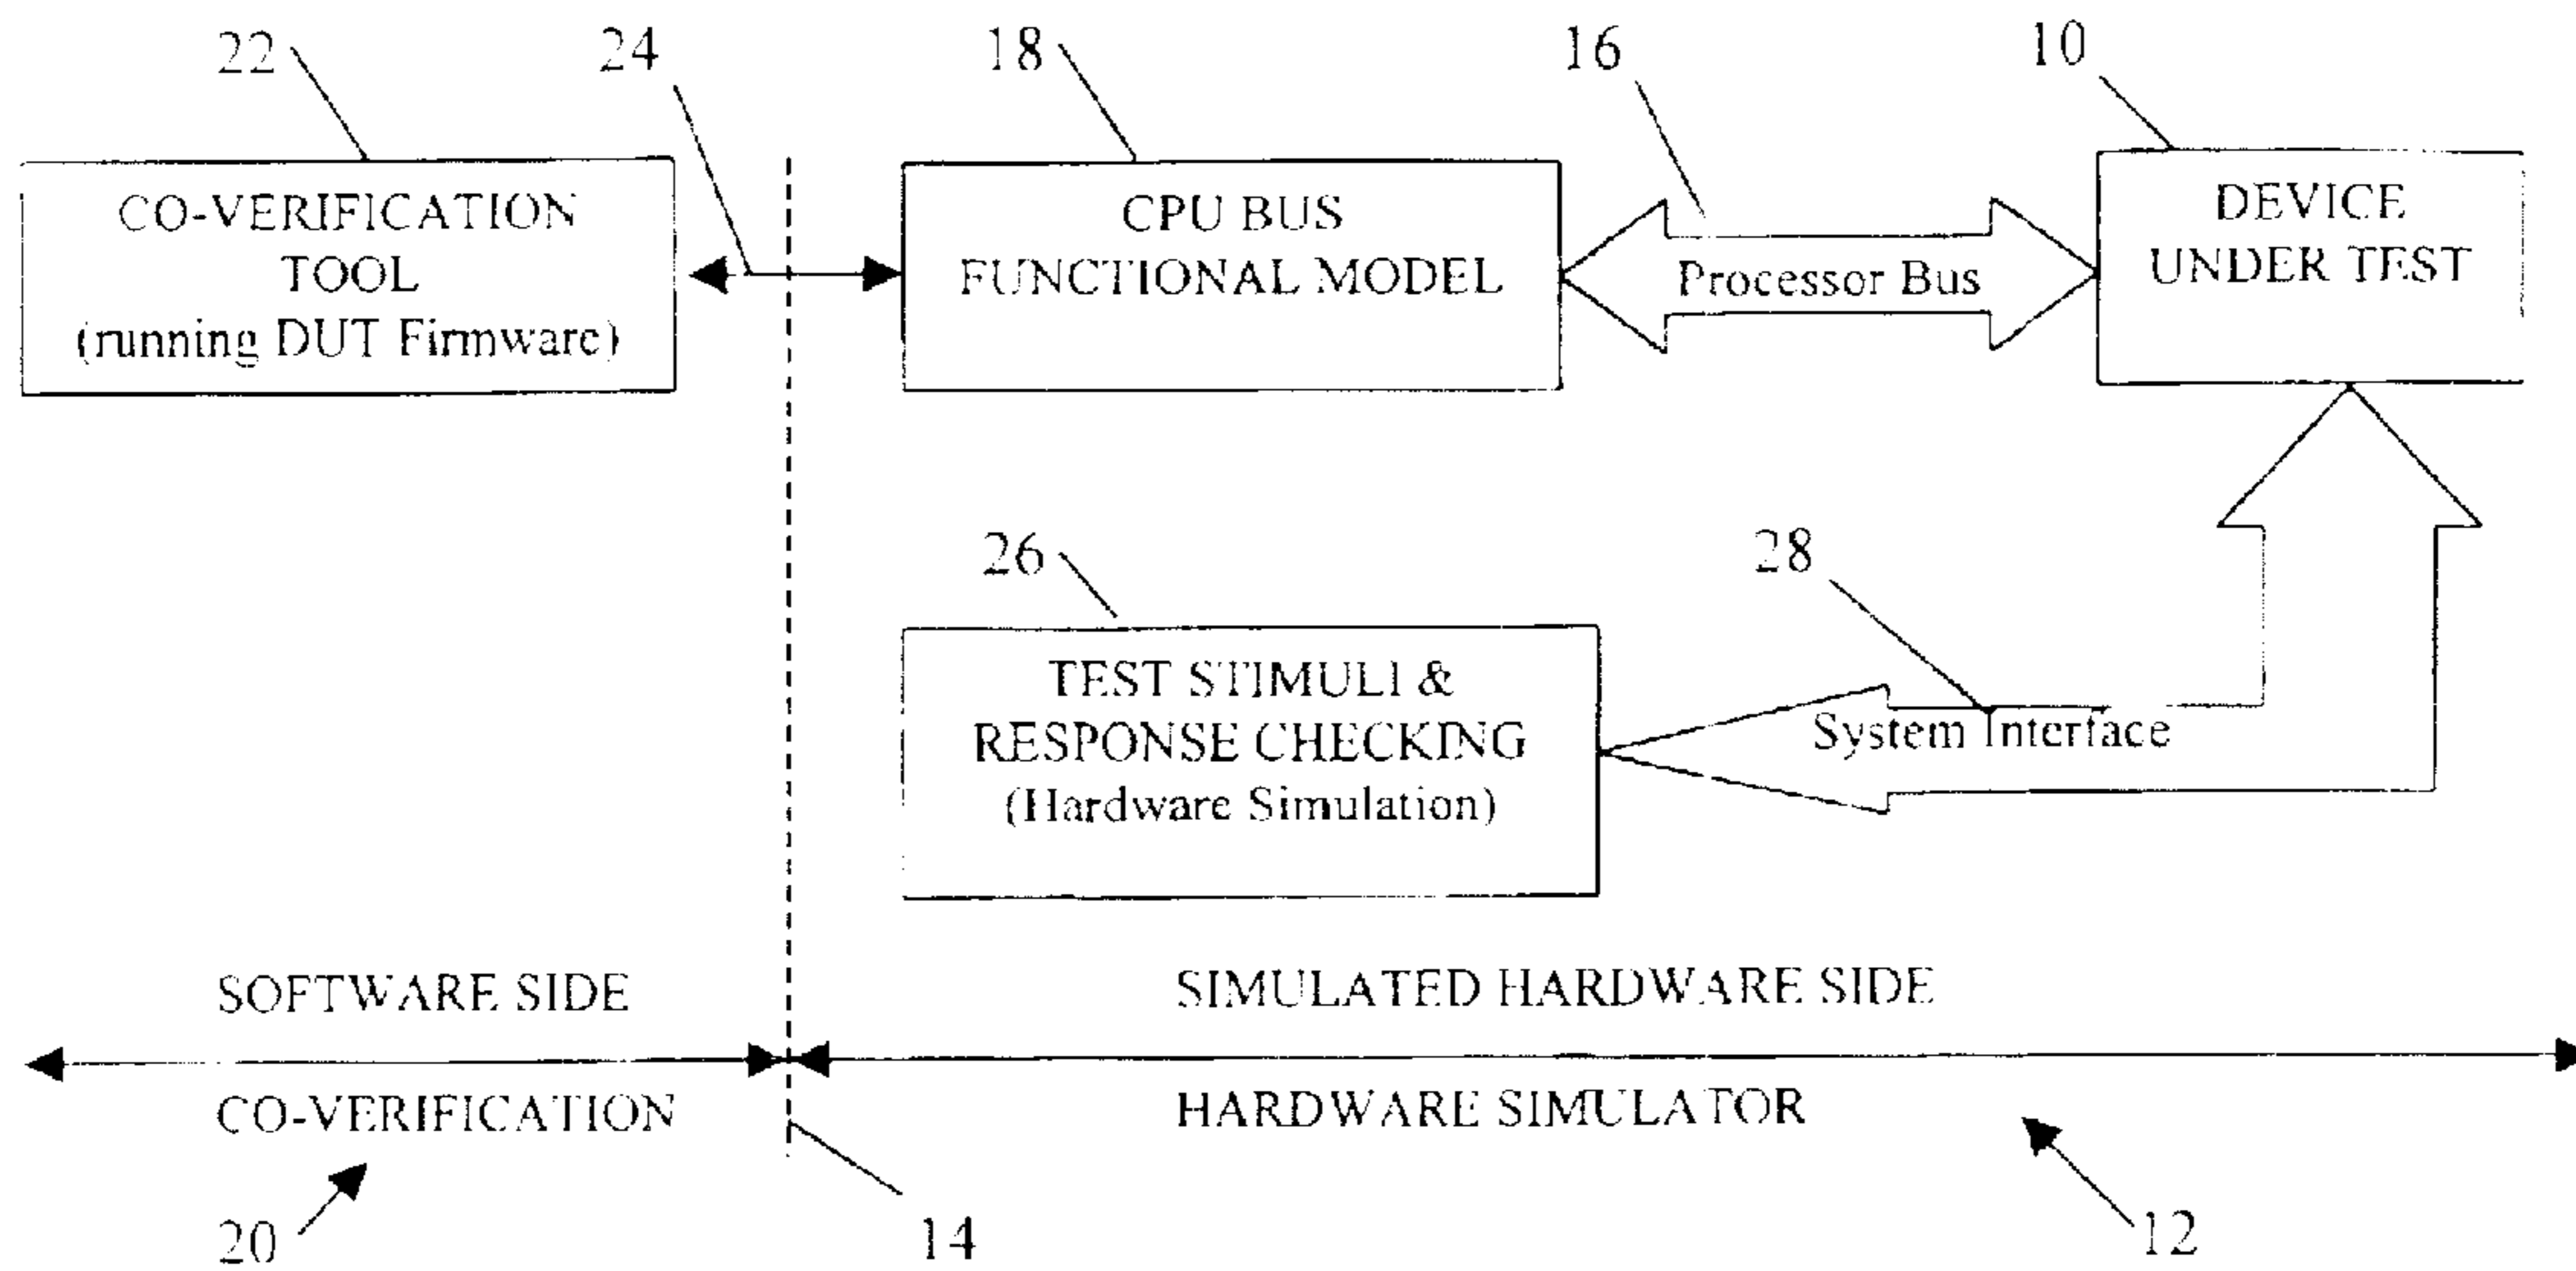 22
24
18
16
10
CO-VERIFICATION
TOOL
(running DUT Firmware)
CPU BUS
FUNCTIONAL MODEL
Processor Bus
DEVICE
UNDER TEST
26
28
TEST STIMULI &
RESPONSE CHECKING
(Hardware Simulation)
System Interface
SOFTWARE SIDE
SIMULATED HARDWARE SIDE
CO-VERIFICATION
HARDWARE SIMULATOR
20
14
12